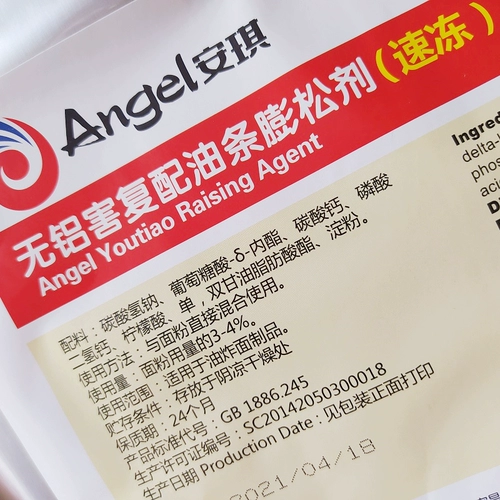 Angel安琪
无铝害复配油条膨松剂(速冻)
Angel Youtiao Raising Agent
配料：碳酸氢钠、葡萄糖酸-δ-内酯、碳酸钙、磷酸
二氢钙、柠檬酸、单，双甘油脂肪酸酯、淀粉。
使用方法：与面粉直接混合使用。
使用量：面粉用量的3-4%。
使用范围：适用于油炸面制品。
贮存条件：存放于阴凉干燥处
保质期：24个月
产品标准代号：GB 1886.245
生产许可证编号：SC20142050300018
生产日期 Production Date：见包装正面打印
2021/04/18
Ingred
delta-
phos
acid
D